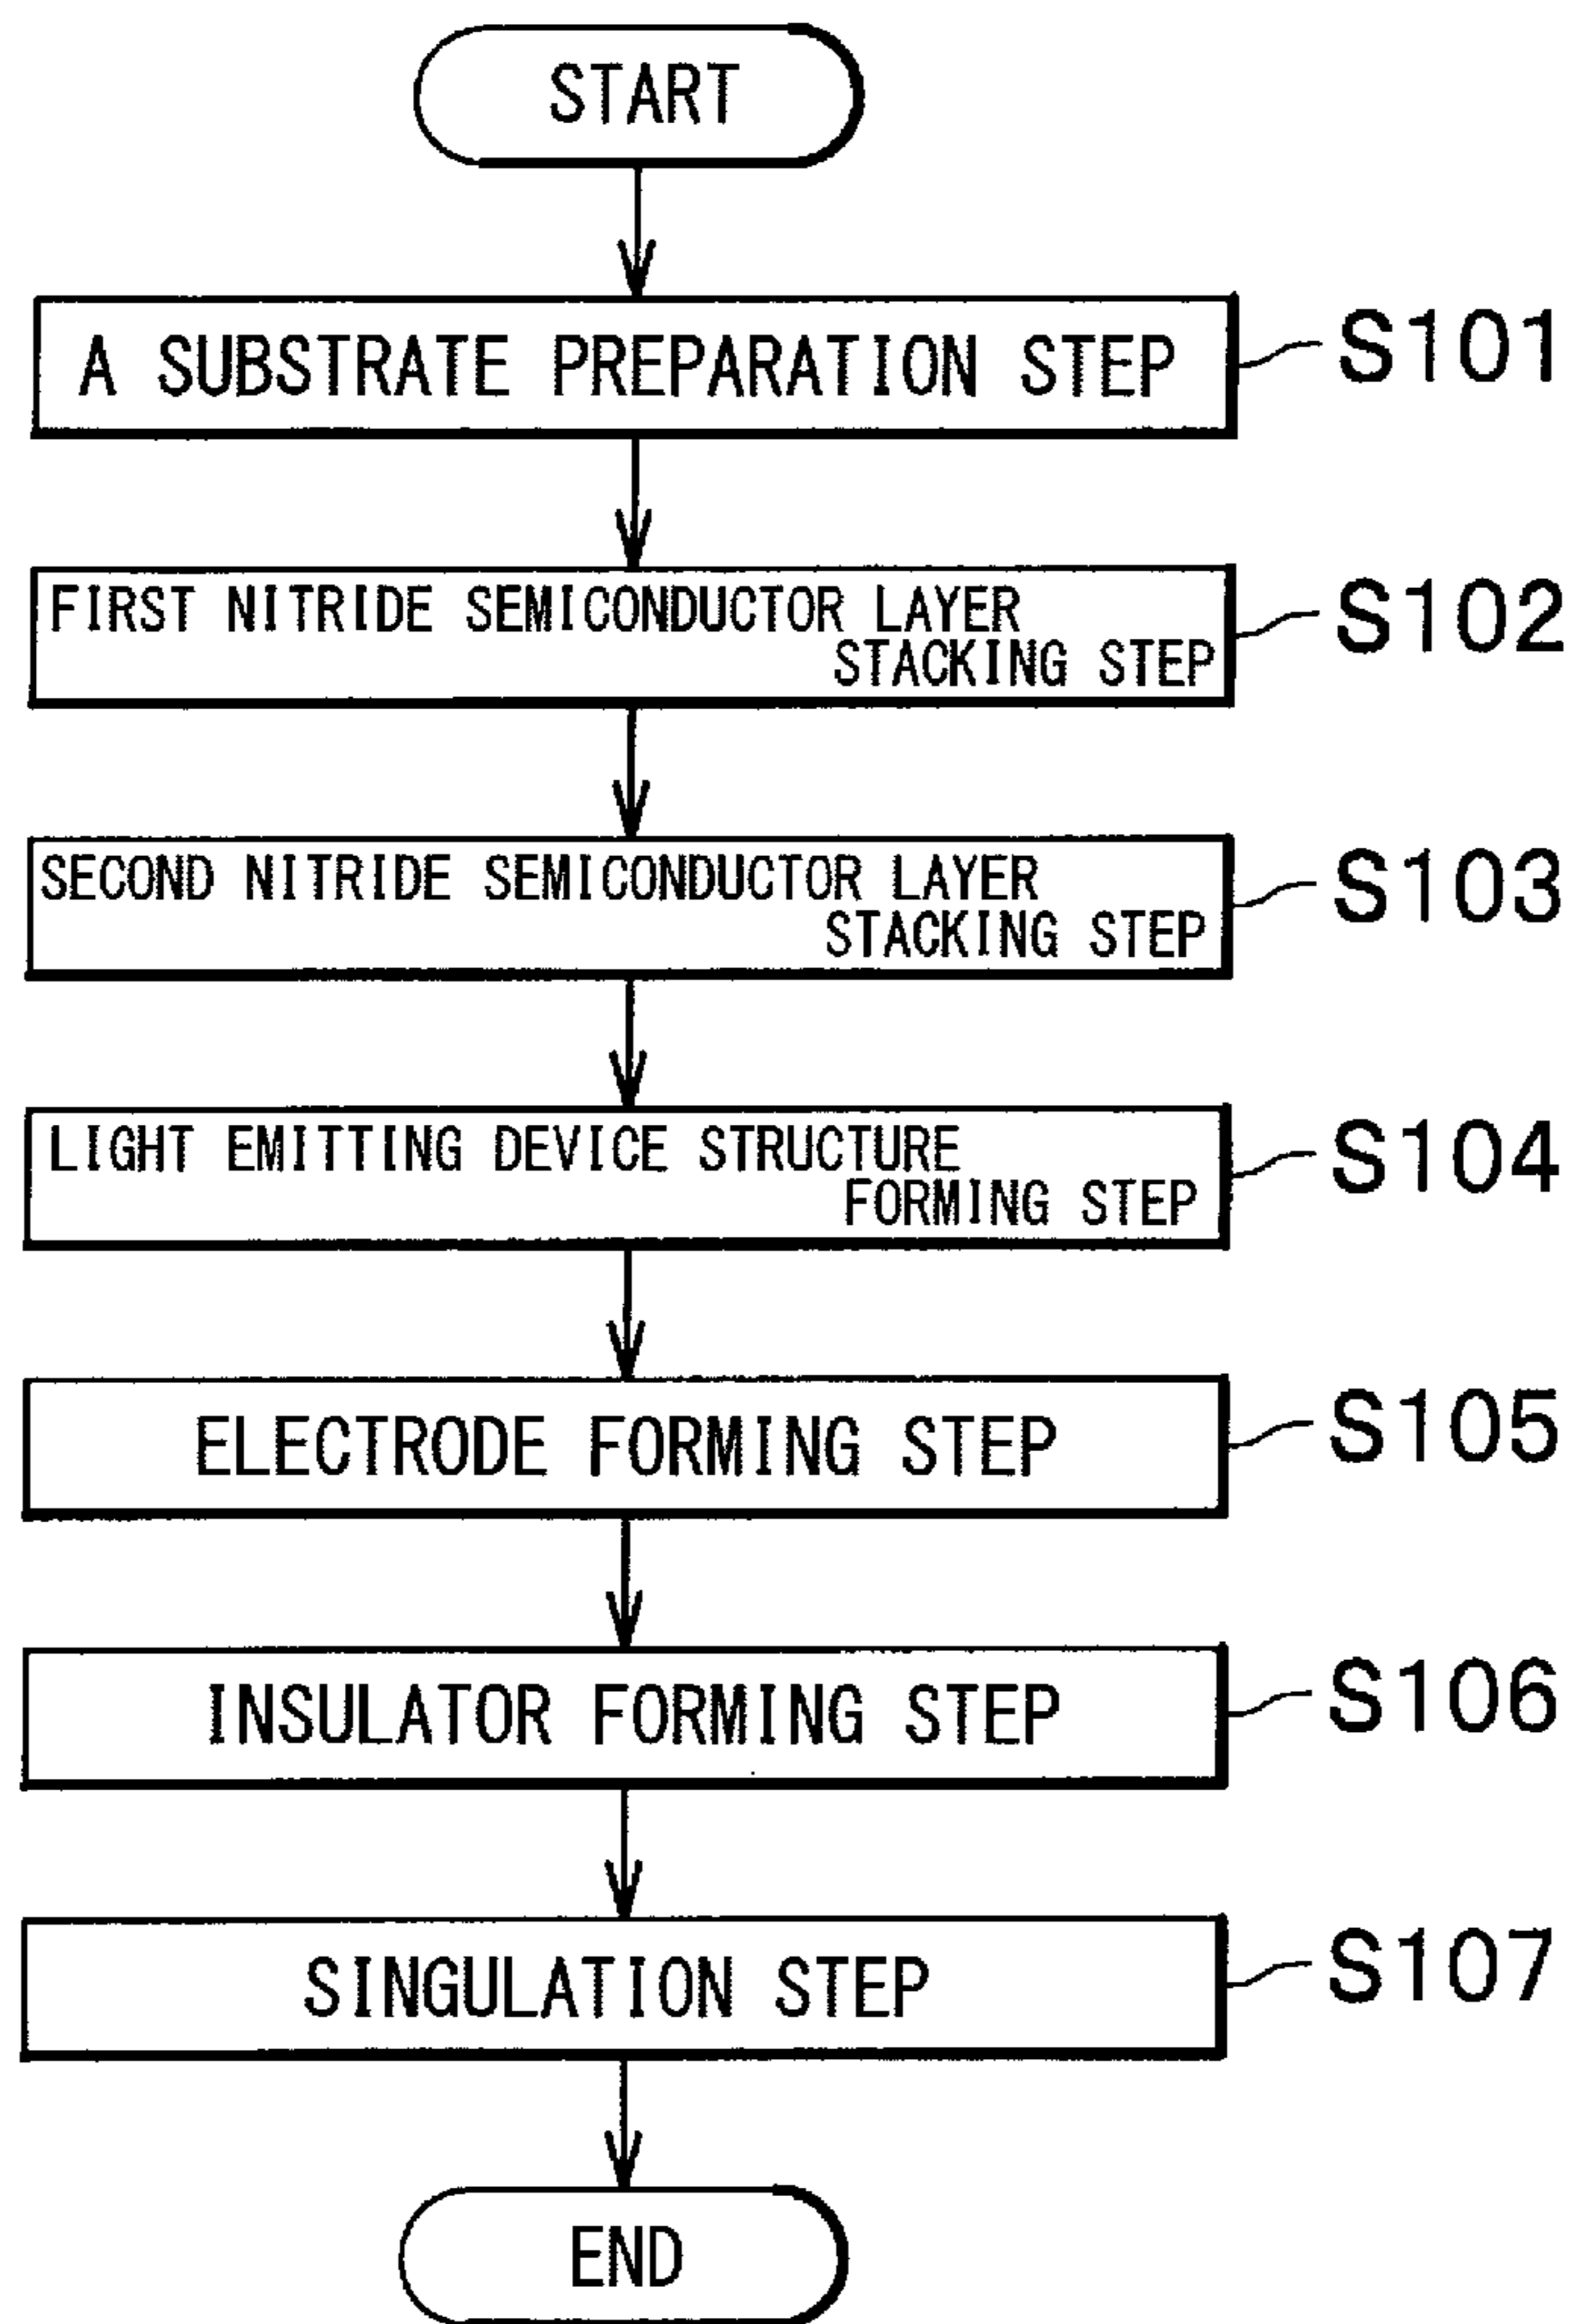 START
A SUBSTRATE PREPARATION STEP
S101
FIRST NITRIDE SEMICONDUCTOR LAYER
STACKING STEP
S102
SECOND NITRIDE SEMICONDUCTOR LAYER
STACKING STEP
S103
LIGHT EMITTING DEVICE STRUCTURE
FORMING STEP
S104
ELECTRODE FORMING STEP
S105
INSULATOR FORMING STEP
S106
SINGULATION STEP
S107
END